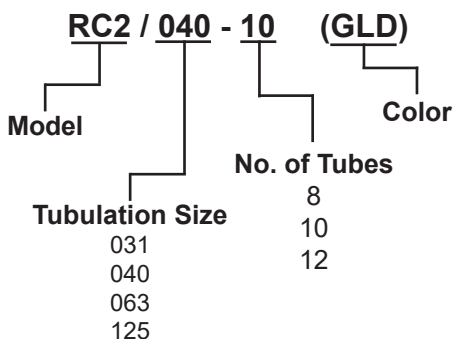 RC2 / 040 - 10 (GLD)
Model
Color
No. of Tubes
8
10
12
Tubulation Size
031
040
063
125